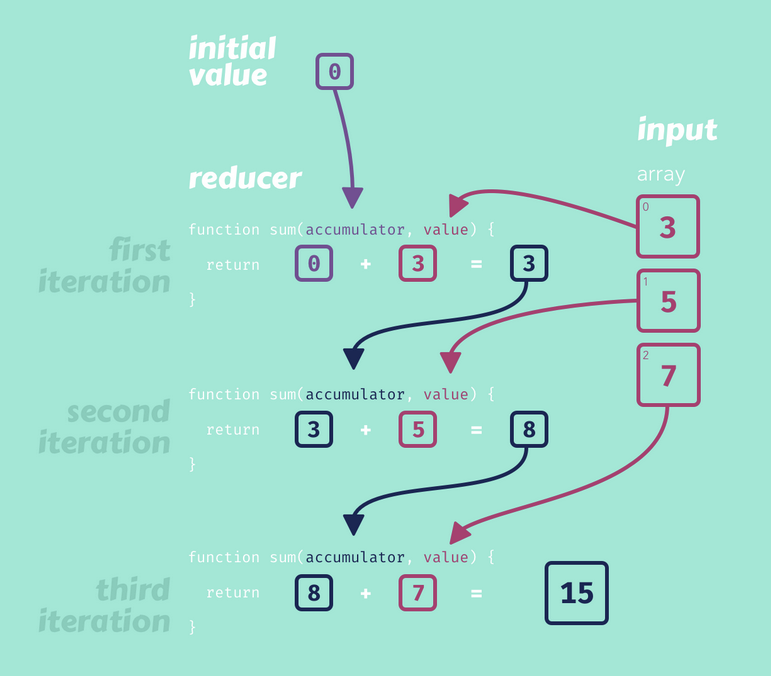 initial
value
0
input
array
0
3
1
5
2
7
reducer
first
iteration
function sum(accumulator, value) {
return 0 + 3 = 3
}
second
iteration
function sum(accumulator, value) {
return 3 + 5 = 8
}
third
iteration
function sum(accumulator, value) {
return 8 + 7 = 15
}